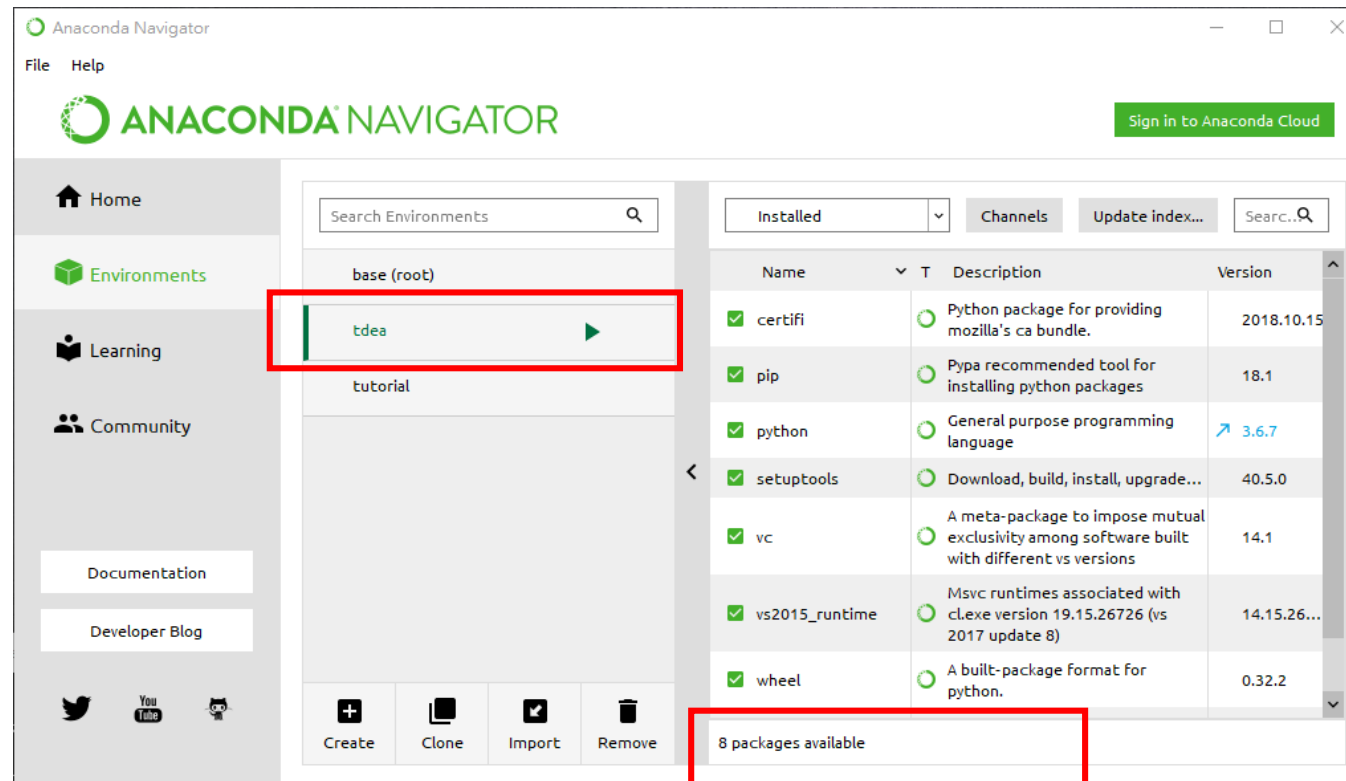 Anaconda Navigator
File Help
ANACONDA NAVIGATOR
Sign in to Anaconda Cloud
Home
Environments
Learning
Community
Documentation
Developer Blog
You
Tube
Search Environments
base (root)
tdea
tutorial
Create Clone Import Remove
Installed Channels Update index... Searc...
Name T Description Version
certifi Python package for providing
mozilla's ca bundle. 2018.10.15
pip Pypa recommended tool for
installing python packages 18.1
python General purpose programming
language 3.6.7
setuptools Download, build, install, upgrade... 40.5.0
vc A meta-package to impose mutual
exclusivity among software built
with different vs versions 14.1
vs2015_runtime Msvc runtimes associated with
cl.exe version 19.15.26726 (vs
2017 update 8) 14.15.26...
wheel A built-package format for
python. 0.32.2
8 packages available